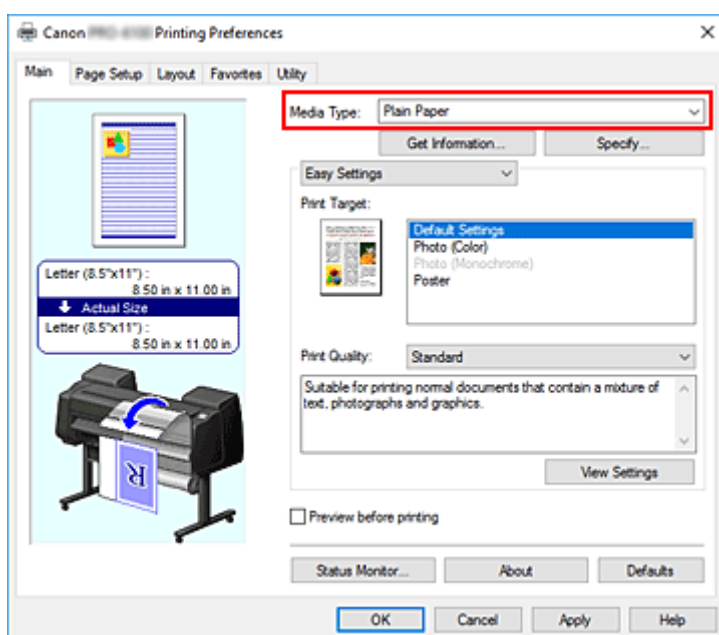 Canon Printing Preferences
Main Page Setup Layout Favorites Utility
Media Type: Plain Paper
Get Information... Specify...
Easy Settings
Print Target:
Default Settings
Photo (Color)
Photo (Monochrome)
Poster
Letter (8.5"x11") :
8.50 in x 11.00 in
Actual Size
Letter (8.5"x11") :
8.50 in x 11.00 in
Print Quality: Standard
Suitable for printing normal documents that contain a mixture of
text, photographs and graphics.
View Settings
R
Preview before printing
Status Monitor... About Defaults
OK Cancel Apply Help